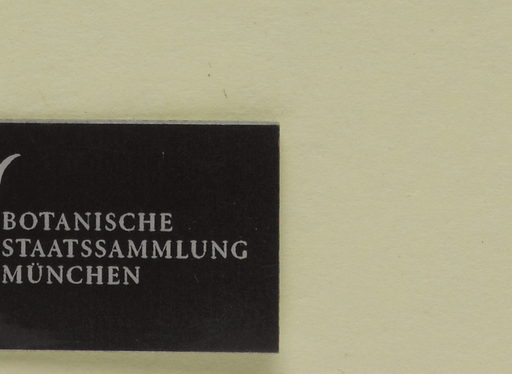 BOTANISCHE
STAATSSAMMLUNG
MÜNCHEN